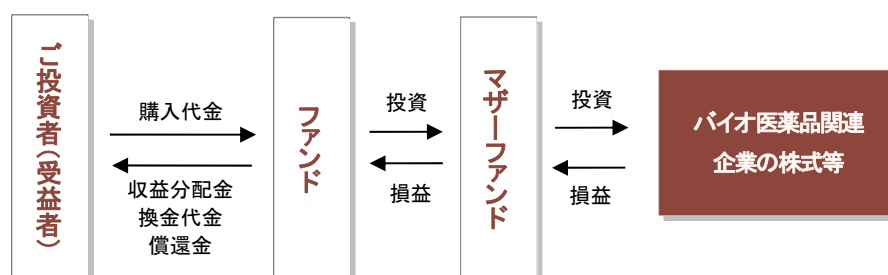 ご投資者(受益者)
購入代金
収益分配金
換金代金
償還金
ファンド
投資
損益
マザーファンド
投資
損益
バイオ医薬品関連
企業の株式等